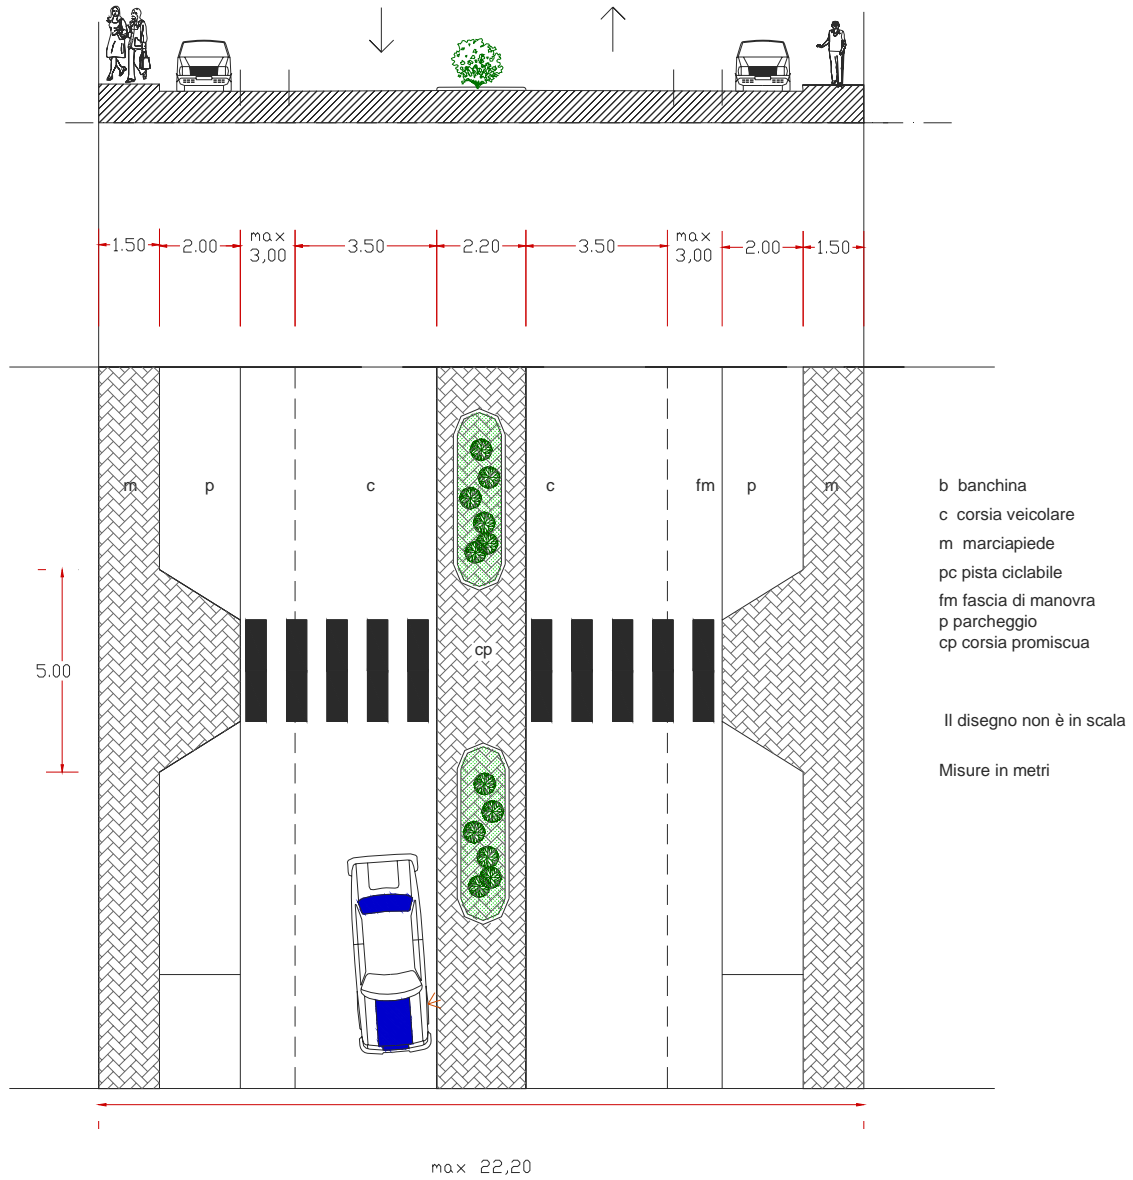 max max
1.50 2.00 3,00 3.50 2.20 3.50 3,00 2.00 1.50
m p c c fm p m
b banchina
c corsia veicolare
m marciapiede
pc pista ciclabile
fm fascia di manovra
p parcheggio
cp corsia promiscua
cp
5.00
Il disegno non è in scala
Misure in metri
max 22,20